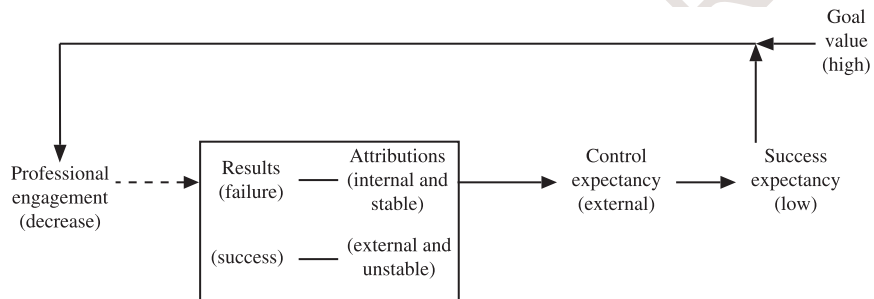 Goal
value
(high)
Professional
engagement
(decrease)
Results
(failure)
Attributions
(internal and
stable)
(success)
(external and
unstable)
Control
expectancy
(external)
Success
expectancy
(low)